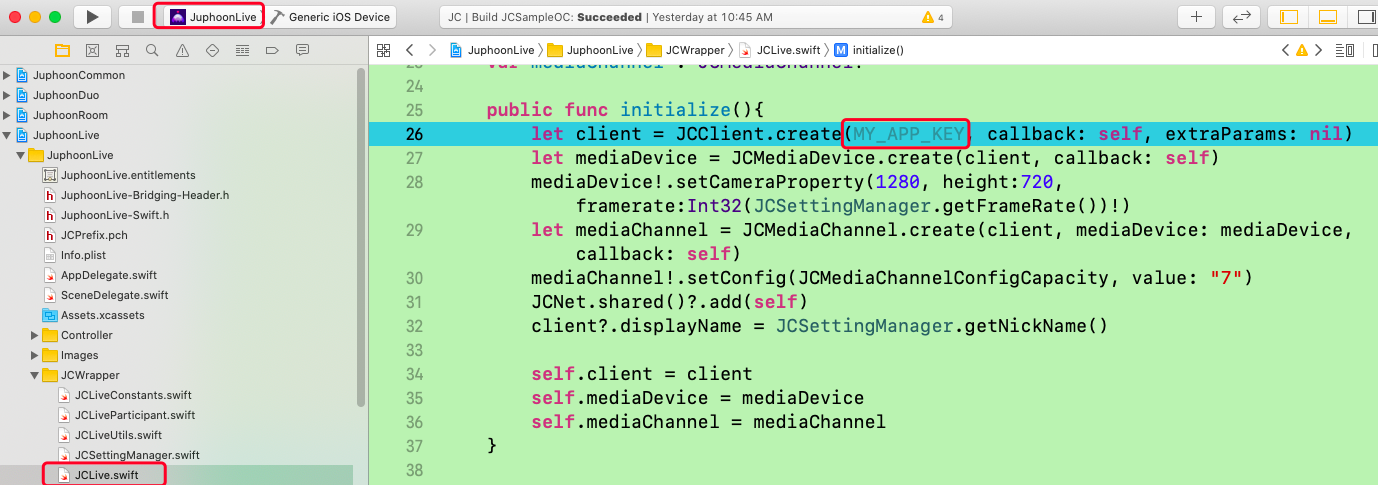 JuphoonLive
Generic iOS Device
JC | Build JCSampleOC: Succeeded | Yesterday at 10:45 AM
4
JuphoonLive
JuphoonLive
JCWrapper
JCLive.swift
M
initialize()
JuphoonCommon
JuphoonDuo
JuphoonRoom
JuphoonLive
JuphoonLive
JuphoonLive.entitlements
h JuphoonLive-Bridging-Header.h
h JuphoonLive-Swift.h
h JCPrefix.pch
Info.plist
AppDelegate.swift
SceneDelegate.swift
Assets.xcassets
Controller
Images
JCWrapper
JCLiveConstants.swift
JCLiveParticipant.swift
JCLiveUtils.swift
JCSettingManager.swift
JCLive.swift
24
25 public func initialize(){
26 let client = JCClient.create(MY_APP_KEY, callback: self, extraParams: nil)
27 let mediaDevice = JCMediaDevice.create(client, callback: self)
28 mediaDevice!.setCameraProperty(1280, height:720,
framerate:Int32(JCSettingManager.getFrameRate())!)
29 let mediaChannel = JCMediaChannel.create(client, mediaDevice: mediaDevice,
callback: self)
30 mediaChannel!.setConfig(JCMediaChannelConfigCapacity, value: "7")
31 JCNet.shared()?.add(self)
32 client?.displayName = JCSettingManager.getNickName()
33
34 self.client = client
35 self.mediaDevice = mediaDevice
36 self.mediaChannel = mediaChannel
37 }
38